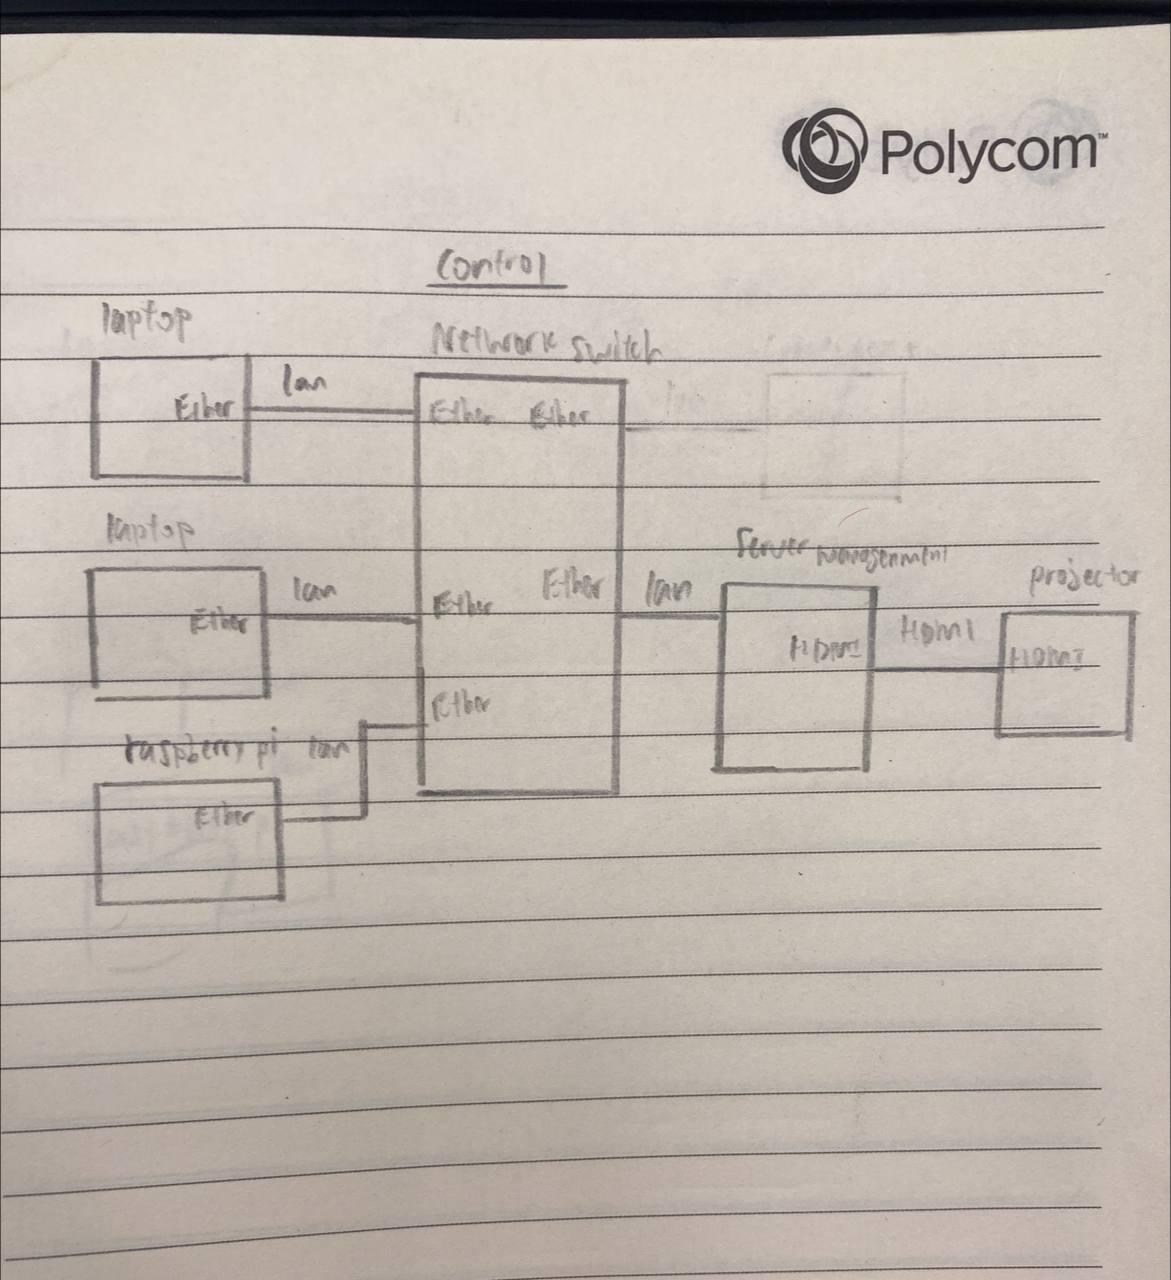 Polycom™
Control
laptop
Network switch
lan
Ether
Ether
Ether
laptop
lan
Ether
Ether
Ether
lan
Server management
projector
HDMI
HDMI
HDMI
Ether
raspberry pi
lan
Ether